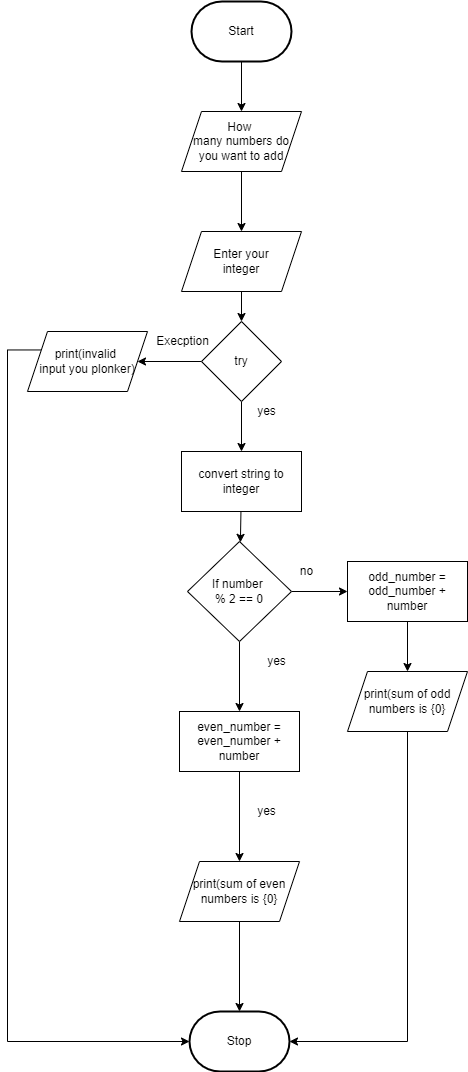 Start
How
many numbers do
you want to add
Enter your
integer
Execption
try
print(invalid
input you plonker)
yes
convert string to
integer
no
If number
% 2 == 0
odd_number =
odd_number +
number
yes
print(sum of odd
numbers is {0}
even_number =
even_number +
number
yes
print(sum of even
numbers is {0}
Stop